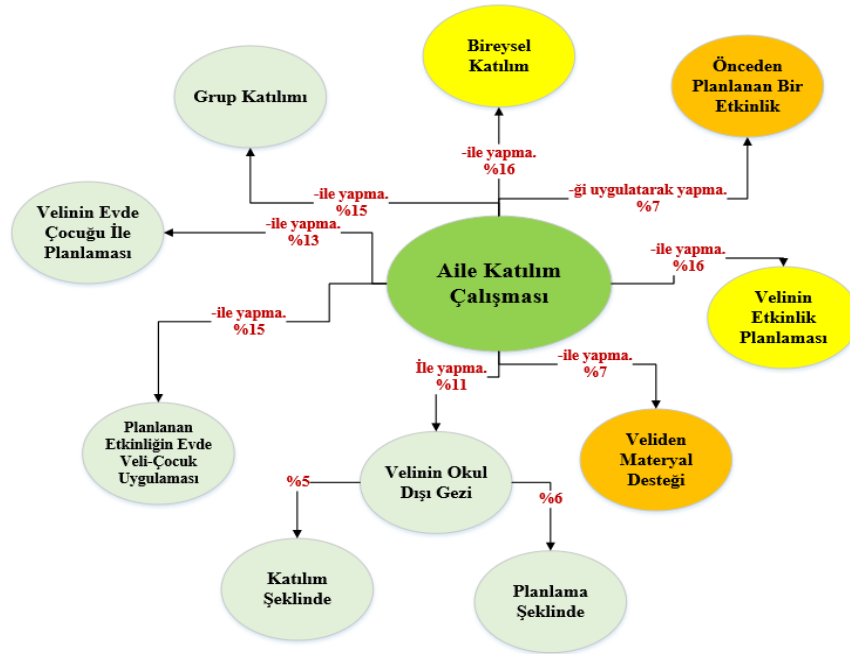 Bireysel
Katılım
Önceden
Planlanan Bir
Etkinlik
Grup Katılımı
-ile yapma.
%16
-ile yapma.
%15
-ği uygulatarak yapma.
%7
Velinin Evde
Çocuğu İle
Planlaması
-ile yapma.
%13
Aile Katılım
Çalışması
-ile yapma.
%16
Velinin
Etkinlik
Planlaması
-ile yapma.
%15
İle yapma.
%11
-ile yapma.
%7
Planlanan
Etkinliğin Evde
Veli-Çocuk
Uygulaması
Velinin Okul
Dışı Gezi
Veliden
Materyal
Desteği
%5
%6
Katılım
Şeklinde
Planlama
Şeklinde